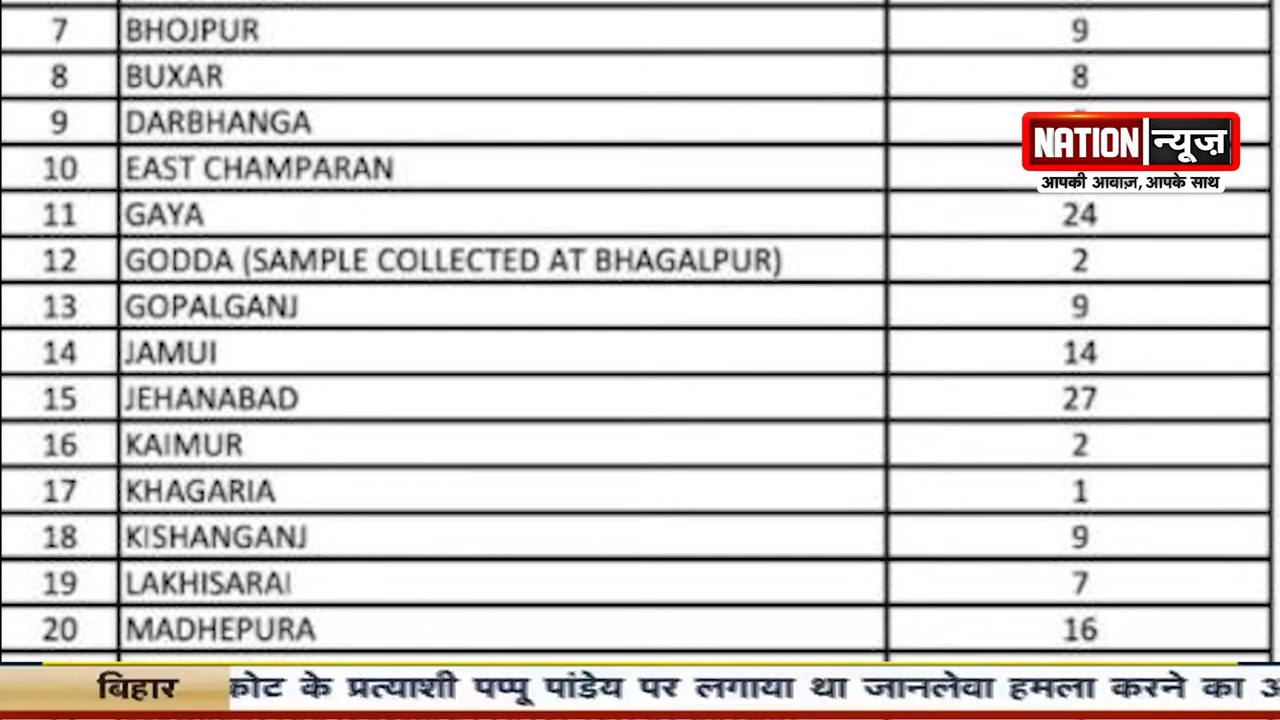 7 BHOJPUR 9
8 BUXAR 8
9 DARBHANGA
10 EAST CHAMPARAN
NATION न्यूज़
आपकी आवाज़, आपके साथ
11 GAYA 24
12 GODDA (SAMPLE COLLECTED AT BHAGALPUR) 2
13 GOPALGANJ 9
14 JAMUI 14
15 JEHANABAD 27
16 KAIMUR 2
17 KHAGARIA 1
18 KISHANGANJ 9
19 LAKHISARAI 7
20 MADHEPURA 16
बिहार कोट के प्रत्याशी पप्पू पांडेय पर लगाया था जानलेवा हमला करने का